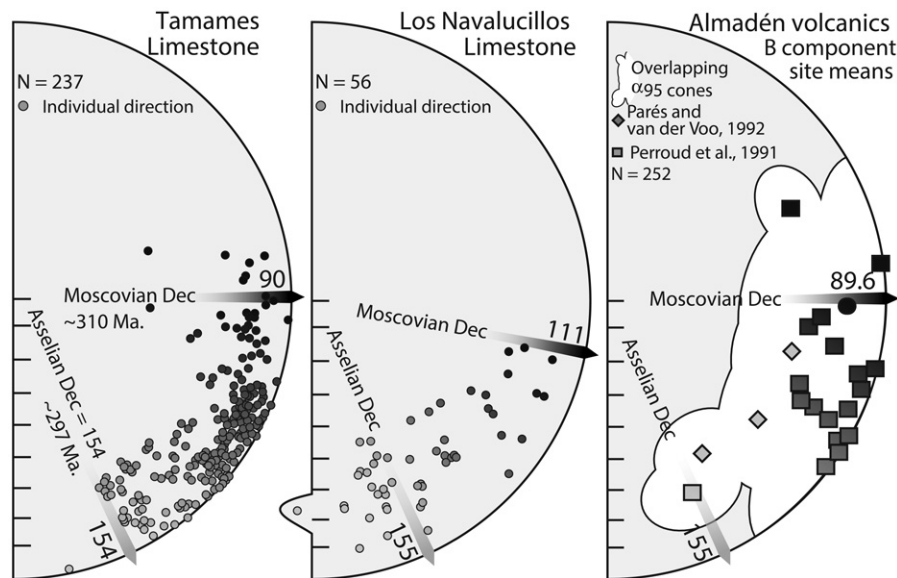 Tamames
Limestone
N = 237
Individual direction
90
Moscovian Dec
~310 Ma.
Asselian Dec = 154
~297 Ma.
154
Los Navalucillos
Limestone
N = 56
Individual direction
Moscovian Dec
111
Asselian Dec
155
Almadén volcanics
B component
site means
Overlapping
α95 cones
Parés and
van der Voo, 1992
Perroud et al., 1991
N = 252
89.6
Moscovian Dec
Asselian Dec
155